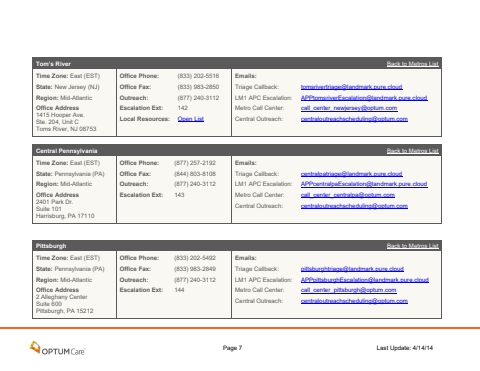 Tom's River Back to Metros List
Time Zone: East (EST) Office Phone: (833) 202-5516 Emails:
State: New Jersey (NJ) Office Fax: (833) 983-2850 Triage Callback: tomsrivertriage@landmark.pure.cloud
Region: Mid-Atlantic Outreach: (877) 240-3112 LM1 APC Escalation: APPtomsriverEscalation@landmark.pure.cloud
Office Address Escalation Ext: 142 Metro Call Center: call_center_newjersey@optum.com
1415 Hooper Ave. Local Resources: Open List Central Outreach: centraloutreachscheduling@optum.com
Ste. 204, Unit C
Toms River, NJ 08753
Central Pennsylvania Back to Metros List
Time Zone: East (EST) Office Phone: (877) 257-2192 Emails:
State: Pennsylvania (PA) Office Fax: (844) 803-8108 Triage Callback: centralpatriage@landmark.pure.cloud
Region: Mid-Atlantic Outreach: (877) 240-3112 LM1 APC Escalation: APPcentralpaEscalation@landmark.pure.cloud
Office Address Escalation Ext: 143 Metro Call Center: call_center_centralpa@optum.com
2401 Park Dr. Central Outreach: centraloutreachscheduling@optum.com
Suite 101
Harrisburg, PA 17110
Pittsburgh Back to Metros List
Time Zone: East (EST) Office Phone: (833) 202-5492 Emails:
State: Pennsylvania (PA) Office Fax: (833) 983-2849 Triage Callback: pittsburghtriage@landmark.pure.cloud
Region: Mid-Atlantic Outreach: (877) 240-3112 LM1 APC Escalation: APPpittsburghEscalation@landmark.pure.cloud
Office Address Escalation Ext: 144 Metro Call Center: call_center_pittsburgh@optum.com
2 Alleghany Center Central Outreach: centraloutreachscheduling@optum.com
Suite 600
Pittsburgh, PA 15212
OPTUMCare Page 7 Last Update: 4/14/14